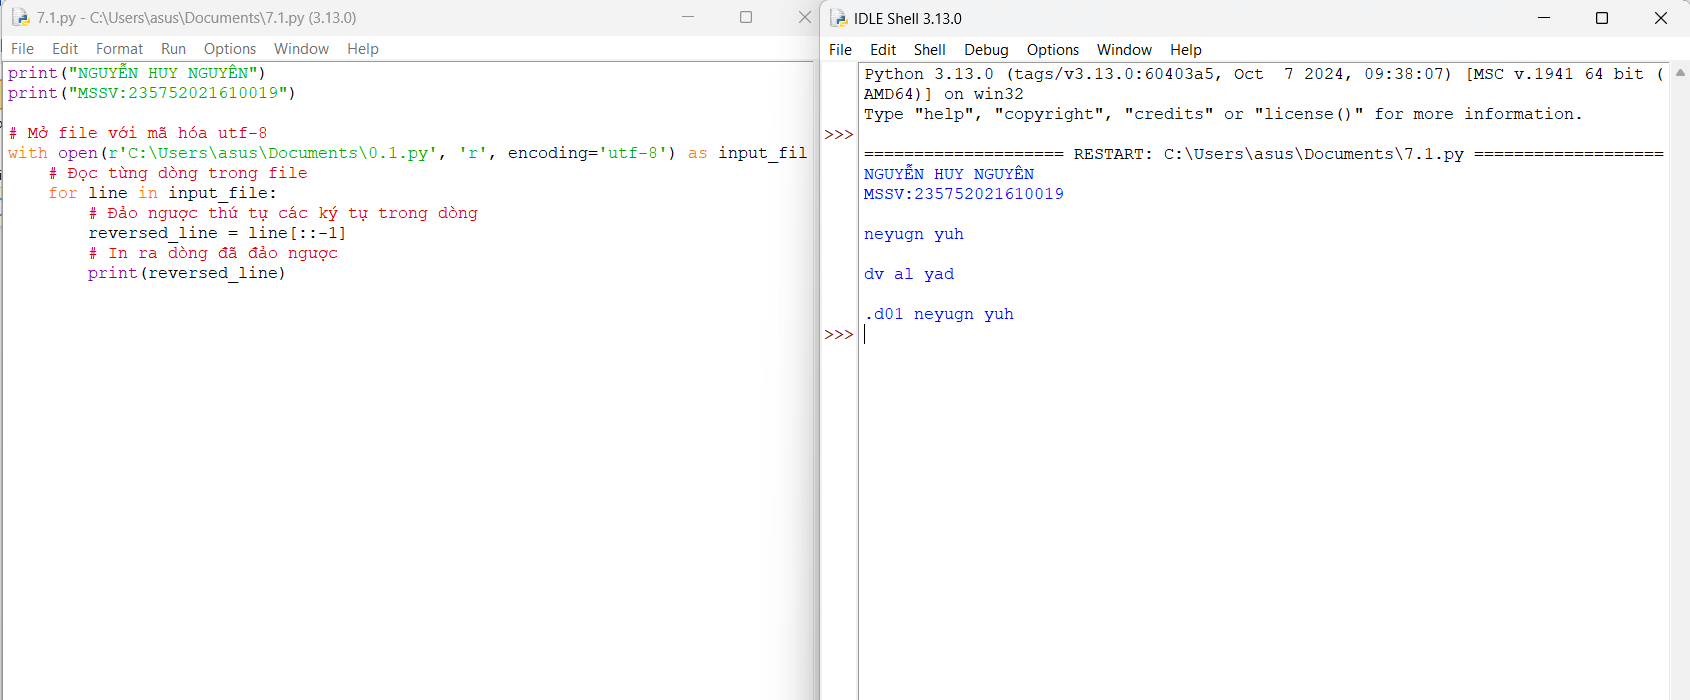 7.1.py - C:\Users\asus\Documents\7.1.py (3.13.0)
File Edit Format Run Options Window Help
print("NGUYỄN HUY NGUYÊN")
print("MSSV:235752021610019")
# Mở file với mã hóa utf-8
with open(r'C:\Users\asus\Documents\0.1.py', 'r', encoding='utf-8') as input_fil
# Đọc từng dòng trong file
for line in input_file:
# Đảo ngược thứ tự các ký tự trong dòng
reversed_line = line[::-1]
# In ra dòng đã đảo ngược
print(reversed_line)
IDLE Shell 3.13.0
File Edit Shell Debug Options Window Help
Python 3.13.0 (tags/v3.13.0:60403a5, Oct  7 2024, 09:38:07) [MSC v.1941 64 bit (
AMD64)] on win32
Type "help", "copyright", "credits" or "license()" for more information.
>>>
==================== RESTART: C:\Users\asus\Documents\7.1.py ===================
NGUYỄN HUY NGUYÊN
MSSV:235752021610019
neyugn yuh
dv al yad
.d01 neyugn yuh
>>>